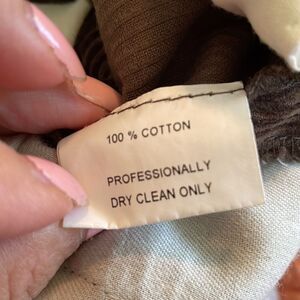 100 % COTTON
PROFESSIONALLY
DRY CLEAN ONLY